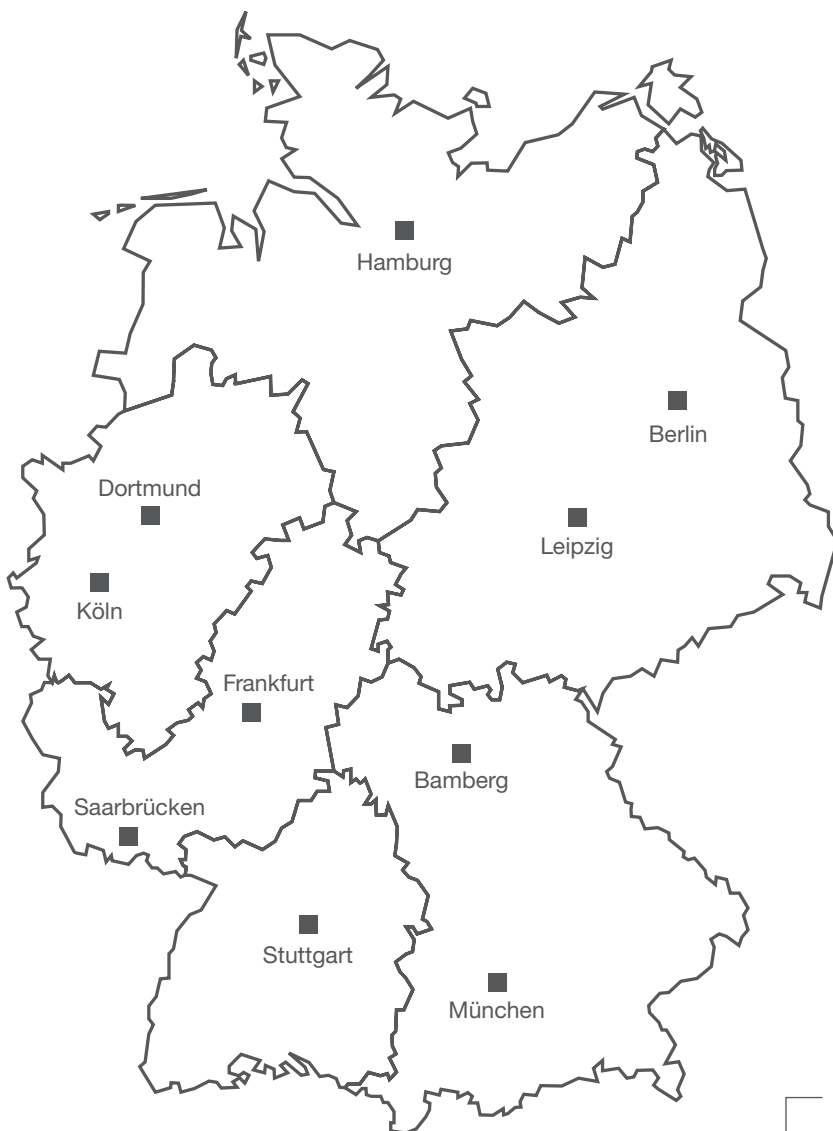 Hamburg
Berlin
Dortmund
Leipzig
Köln
Frankfurt
Bamberg
Saarbrücken
Stuttgart
München